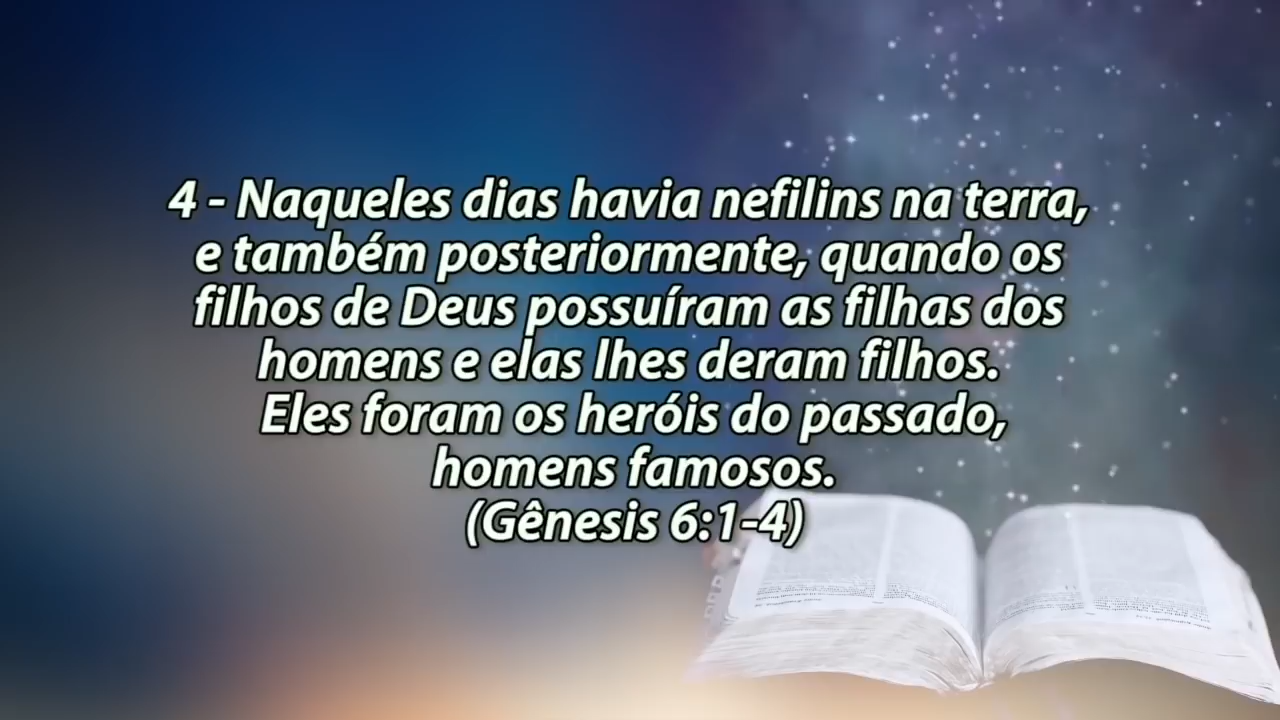 4 - Naqueles dias havia nefilins na terra,
e também posteriormente, quando os
filhos de Deus possuíram as filhas dos
homens e elas lhes deram filhos.
Eles foram os heróis do passado,
homens famosos.
(Gênesis 6:1-4)